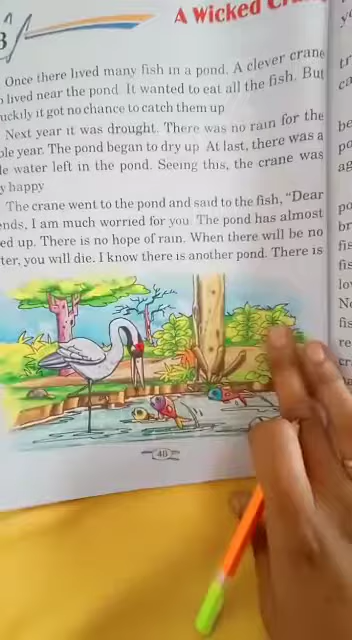 3
A Wicked
Once there lived many fish in a pond. A clever crane
lived near the pond. It wanted to eat all the fish. But
uckily it got no chance to catch them up
Next year it was drought. There was no rain for the
ole year. The pond began to dry up. At last, there was a
le water left in the pond. Seeing this, the crane was
y happy
The crane went to the pond and said to the fish, "Dear
ends, I am much worried for you. The pond has almost
ed up. There is no hope of rain. When there will be no
ter, you will die. I know there is another pond. There is
48